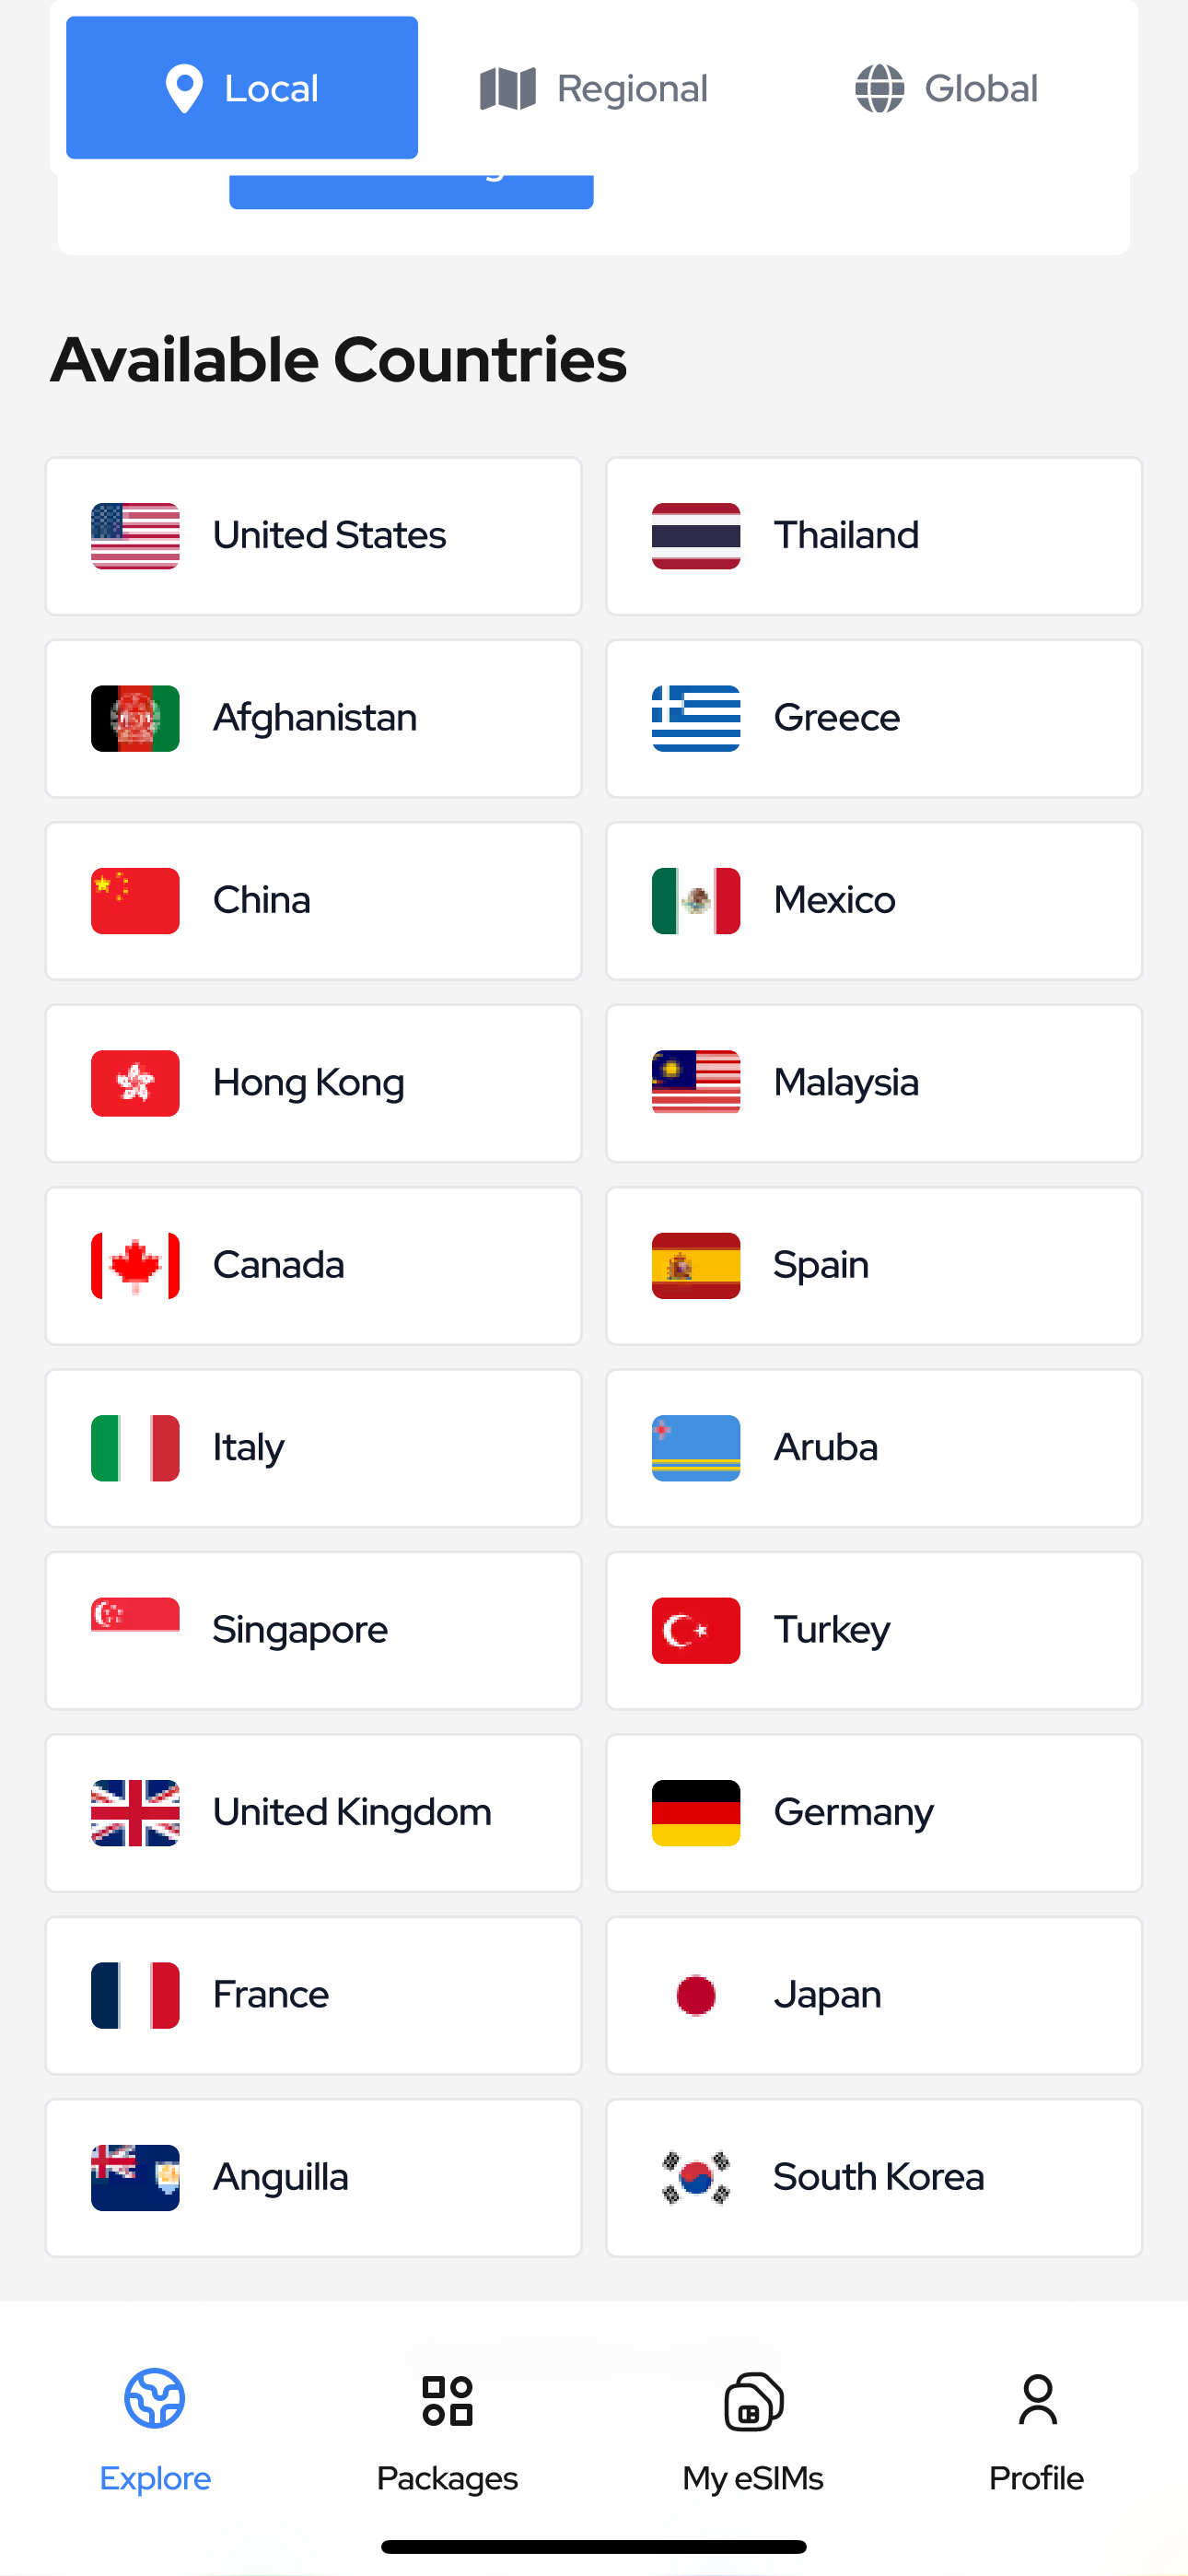 Local
Regional
Global
Available Countries
United States
Thailand
Afghanistan
Greece
China
Mexico
Hong Kong
Malaysia
Canada
Spain
Italy
Aruba
Singapore
Turkey
United Kingdom
Germany
France
Japan
Anguilla
South Korea
Explore
Packages
My eSIMs
Profile